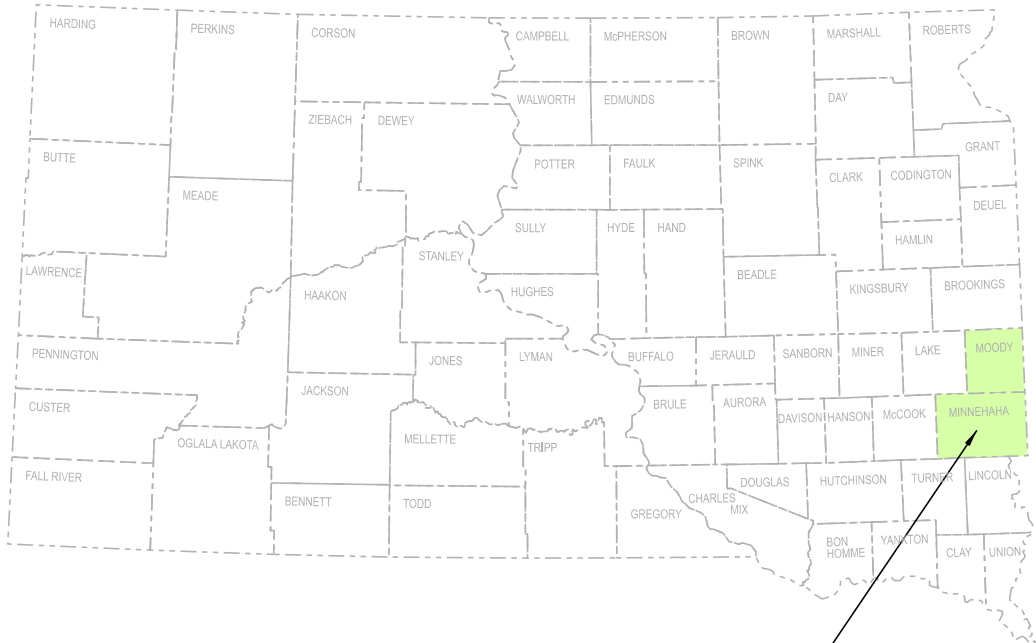 HARDING
PERKINS
CORSON
CAMPBELL
McPHERSON
BROWN
MARSHALL
ROBERTS
WALWORTH
EDMUNDS
DAY
ZIEBACH
DEWEY
BUTTE
MEADE
POTTER
FAULK
SPINK
CLARK
CODINGTON
GRANT
DEUEL
SULLY
HYDE
HAND
HAMLIN
LAWRENCE
STANLEY
BEADLE
HAAKON
HUGHES
KINGSBURY
BROOKINGS
PENNINGTON
JONES
LYMAN
BUFFALO
JERAULD
SANBORN
MINER
LAKE
MOODY
JACKSON
CUSTER
BRULE
AURORA
DAVISON
HANSON
McCOOK
MINNEHAHA
OGLALA LAKOTA
MELLETTE
TRIPP
FALL RIVER
BENNETT
TODD
GREGORY
CHARLES
MIX
DOUGLAS
HUTCHINSON
TURNER
LINCOLN
BON
HOMME
YANKTON
CLAY
UNION